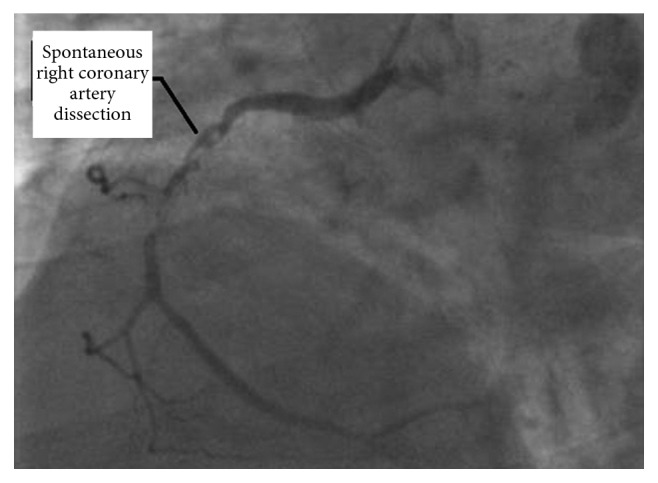 Spontaneous
right coronary
artery
dissection